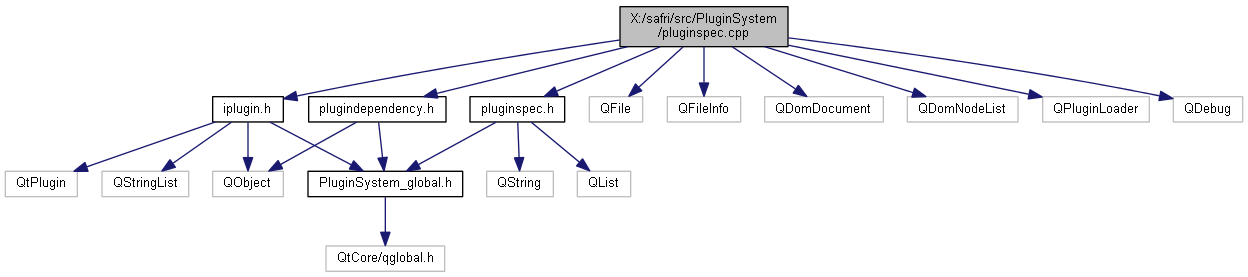 X:/safri/src/PluginSystem
/pluginspec.cpp
iplugin.h
plugindependency.h
pluginspec.h
QFile
QFileInfo
QDomDocument
QDomNodeList
QPluginLoader
QDebug
QtPlugin
QStringList
QObject
PluginSystem_global.h
QString
QList
QtCore/qglobal.h